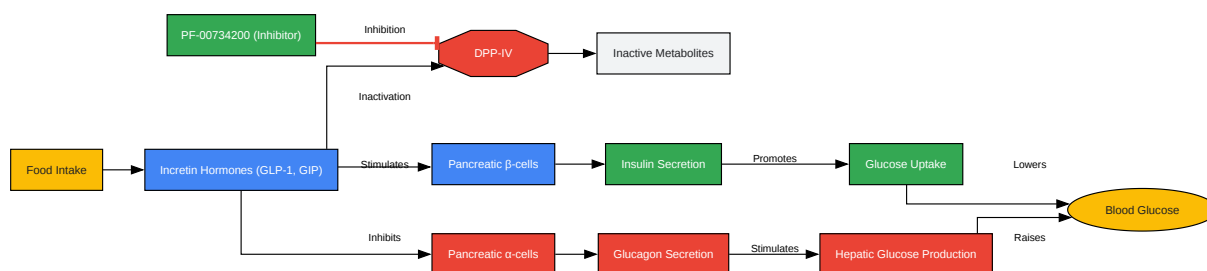 PF-00734200 (Inhibitor)
Inhibition
DPP-IV
Inactive Metabolites
Inactivation
Food Intake
Incretin Hormones (GLP-1, GIP)
Stimulates
Pancreatic β-cells
Insulin Secretion
Promotes
Glucose Uptake
Lowers
Blood Glucose
Inhibits
Pancreatic α-cells
Glucagon Secretion
Stimulates
Hepatic Glucose Production
Raises